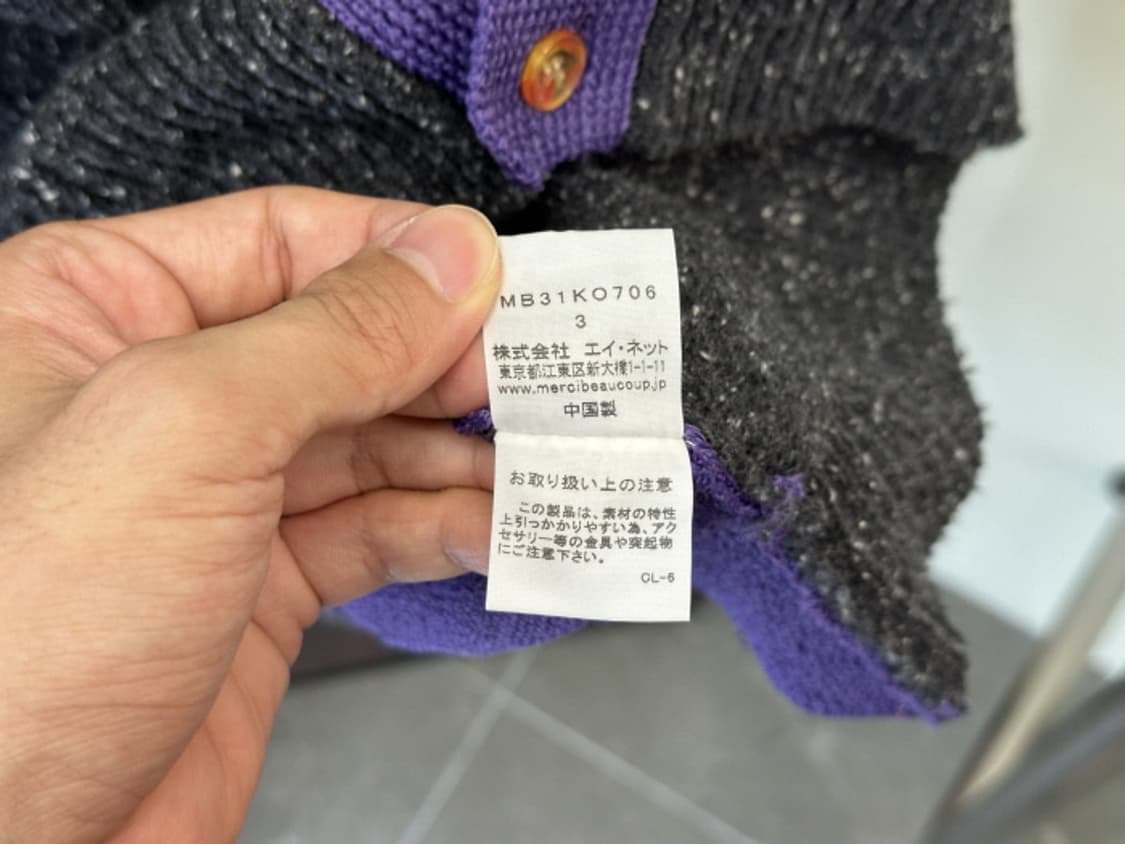 MB31KO706
3
株式会社 エイ・ネット
東京都江東区新大橋1-1-11
www.mercibeaucoup.jp
中国製
お取り扱い上の注意
この製品は、素材の特性
上引っかかりやすい為、アク
セサリー等の金具や突起物
にご注意下さい。
CL-6